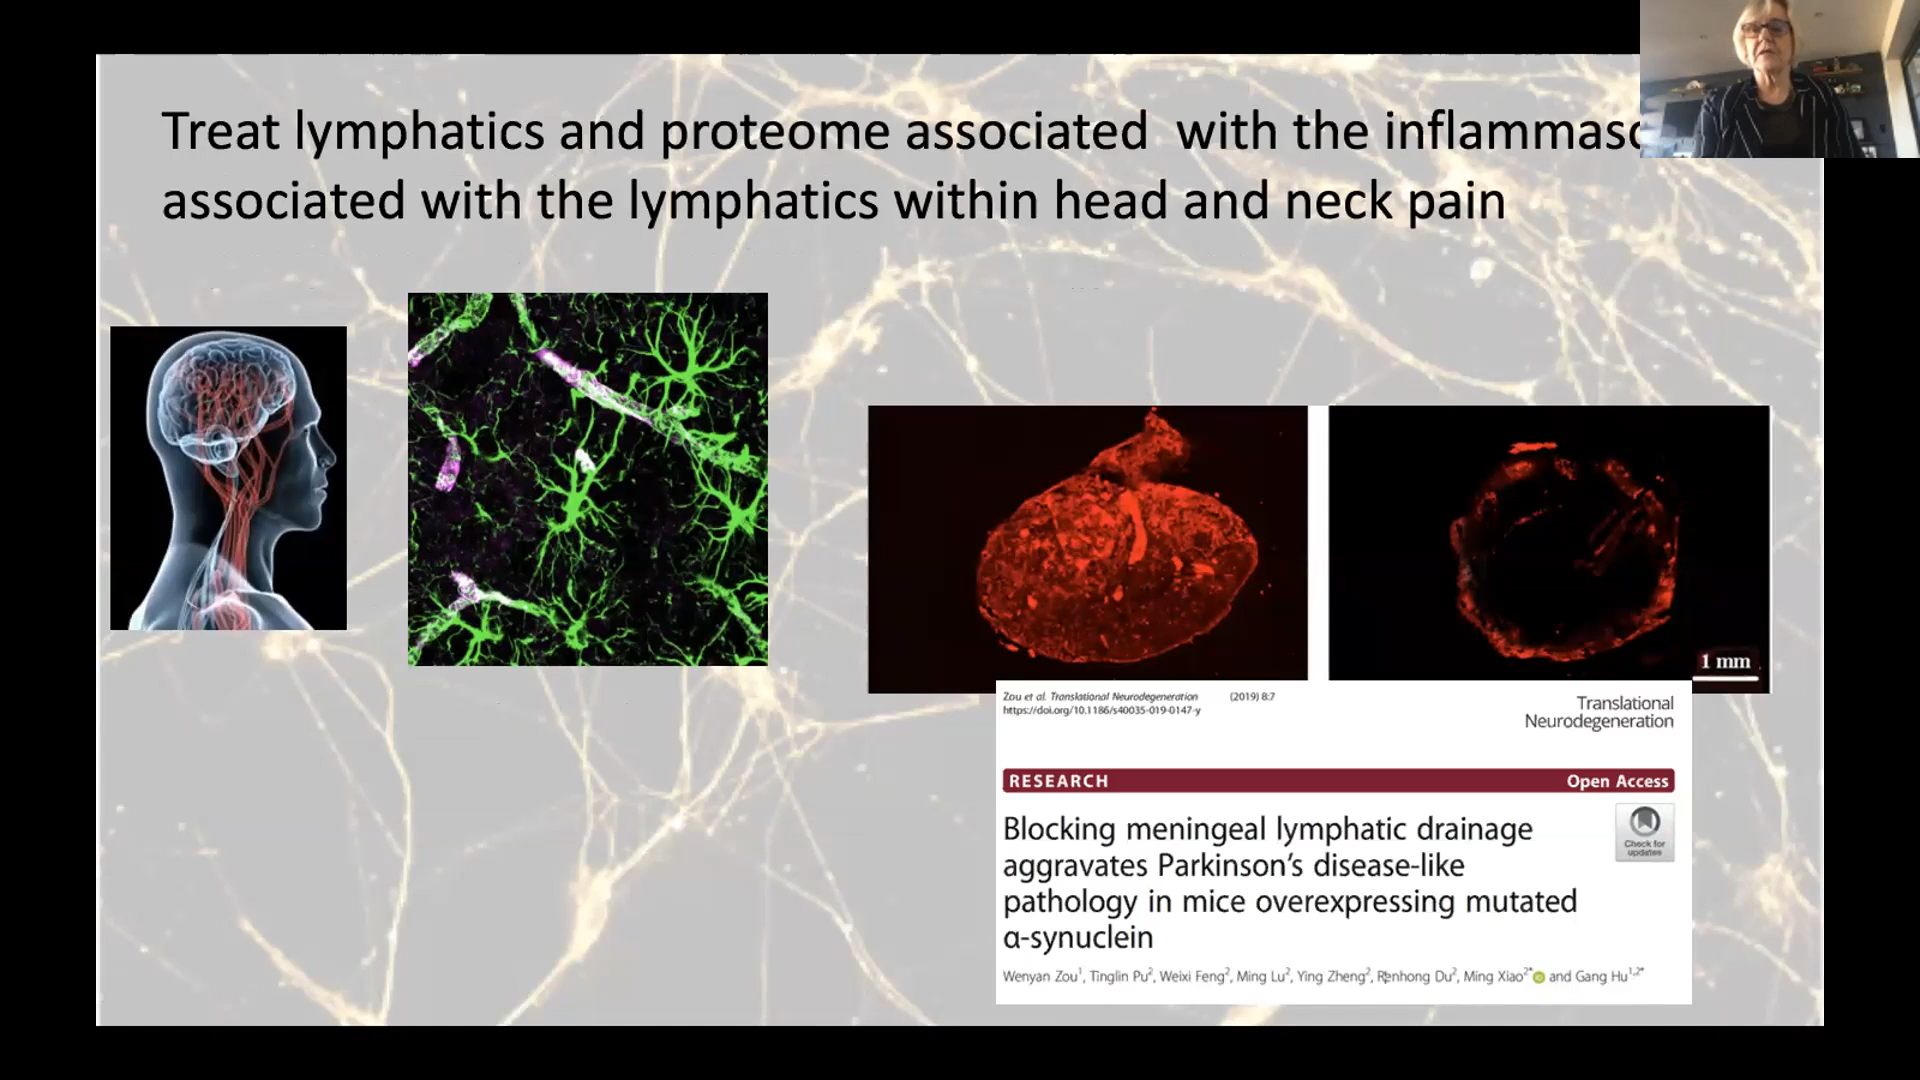 Treat lymphatics and proteome associated with the
associated with the lymphatics within head and neck pain
1 mm
Zou et al. Translational Neurodegeneration (2019) 8:7
https://doi.org/10.1186/s40035-019-0147-y
Translational
Neurodegeneration
RESEARCH Open Access
Blocking meningeal lymphatic drainage
aggravates Parkinson's disease-like
pathology in mice overexpressing mutated
α-synuclein
Check for
updates
Wenyan Zou1, Tinglin Pu2, Weixi Feng2, Ming Lu2, Ying Zheng2, Renhong Du2, Ming Xiao2* and Gang Hu1,2*